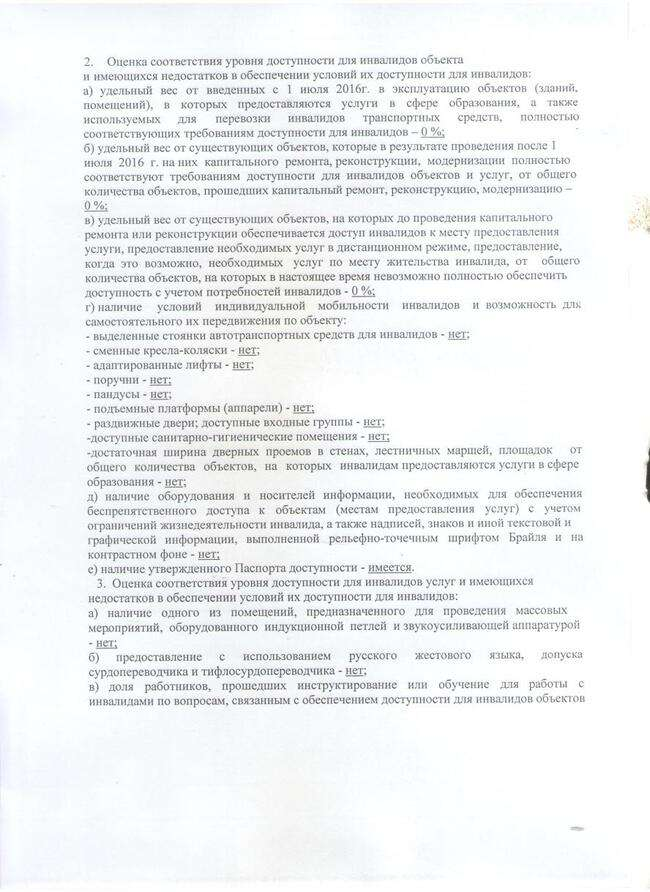 2. Оценка соответствия уровня доступности для инвалидов объекта
и имеющихся недостатков в обеспечении условий их доступности для инвалидов:
а) удельный вес от введенных с 1 июля 2016г. в эксплуатацию объектов (зданий,
помещений), в которых предоставляются услуги в сфере образования, а также
используемых для перевозки инвалидов транспортных средств, полностью
соответствующих требованиям доступности для инвалидов – 0 %;
б) удельный вес от существующих объектов, которые в результате проведения после 1
июля 2016 г. на них капитального ремонта, реконструкции, модернизации полностью
соответствуют требованиям доступности для инвалидов объектов и услуг, от общего
количества объектов, прошедших капитальный ремонт, реконструкцию, модернизацию –
0 %;
в) удельный вес от существующих объектов, на которых до проведения капитального
ремонта или реконструкции обеспечивается доступ инвалидов к месту предоставления
услуги, предоставление необходимых услуг в дистанционном режиме, предоставление,
когда это возможно, необходимых услуг по месту жительства инвалида, от общего
количества объектов, на которых в настоящее время невозможно полностью обеспечить
доступность с учетом потребностей инвалидов - 0 %;
г) наличие условий индивидуальной мобильности инвалидов и возможность для
самостоятельного их передвижения по объекту:
- выделенные стоянки автотранспортных средств для инвалидов - нет;
- сменные кресла-коляски - нет;
- адаптированные лифты - нет;
- поручни - нет;
- пандусы - нет;
- подъемные платформы (аппарели) - нет;
- раздвижные двери; доступные входные группы - нет;
-доступные санитарно-гигиенические помещения - нет;
-достаточная ширина дверных проемов в стенах, лестничных маршей, площадок от
общего количества объектов, на которых инвалидам предоставляются услуги в сфере
образования - нет;
д) наличие оборудования и носителей информации, необходимых для обеспечения
беспрепятственного доступа к объектам (местам предоставления услуг) с учетом
ограничений жизнедеятельности инвалида, а также надписей, знаков и иной текстовой и
графической информации, выполненной рельефно-точечным шрифтом Брайля и на
контрастном фоне - нет;
е) наличие утвержденного Паспорта доступности - имеется.
3. Оценка соответствия уровня доступности для инвалидов услуг и имеющихся
недостатков в обеспечении условий их доступности для инвалидов:
а) наличие одного из помещений, предназначенного для проведения массовых
мероприятий, оборудованного индукционной петлей и звукоусиливающей аппаратурой
- нет;
б) предоставление с использованием русского жестового языка, допуска
сурдопереводчика и тифлосурдопереводчика - нет;
в) доля работников, прошедших инструктирование или обучение для работы с
инвалидами по вопросам, связанным с обеспечением доступности для инвалидов объектов